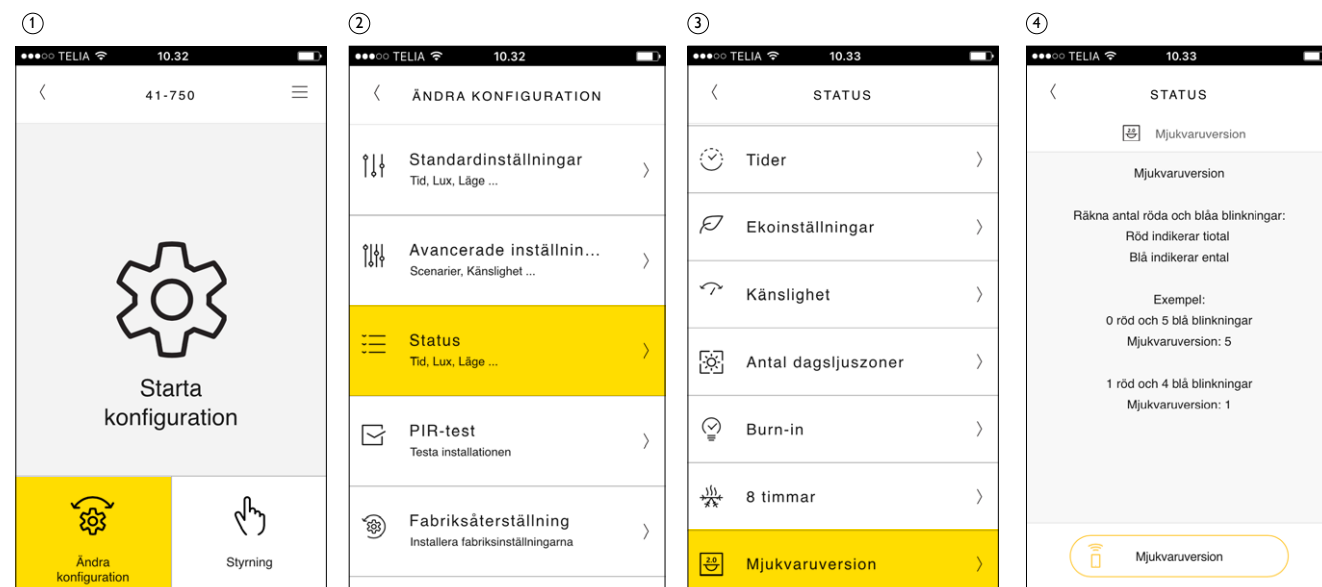 1
●●●○○ TELIA 10.32
41-750
Starta
konfiguration
Ändra
konfiguration
Styrning
2
●●●○○ TELIA 10.32
ÄNDRA KONFIGURATION
Standardinställningar
Tid, Lux, Läge ...
Avancerade inställnin...
Scenarier, Känslighet ...
Status
Tid, Lux, Läge ...
PIR-test
Testa installationen
Fabriksåterställning
Installera fabriksinställningarna
3
●●●○○ TELIA 10.33
STATUS
Tider
Ekoinställningar
Känslighet
Antal dagsljuszoner
Burn-in
8 timmar
2.0
Mjukvaruversion
4
●●●○○ TELIA 10.33
STATUS
2.0 Mjukvaruversion
Mjukvaruversion
Räkna antal röda och blåa blinkningar:
Röd indikerar tiotal
Blå indikerar ental
Exempel:
0 röd och 5 blå blinkningar
Mjukvaruversion: 5
1 röd och 4 blå blinkningar
Mjukvaruversion: 1
Mjukvaruversion